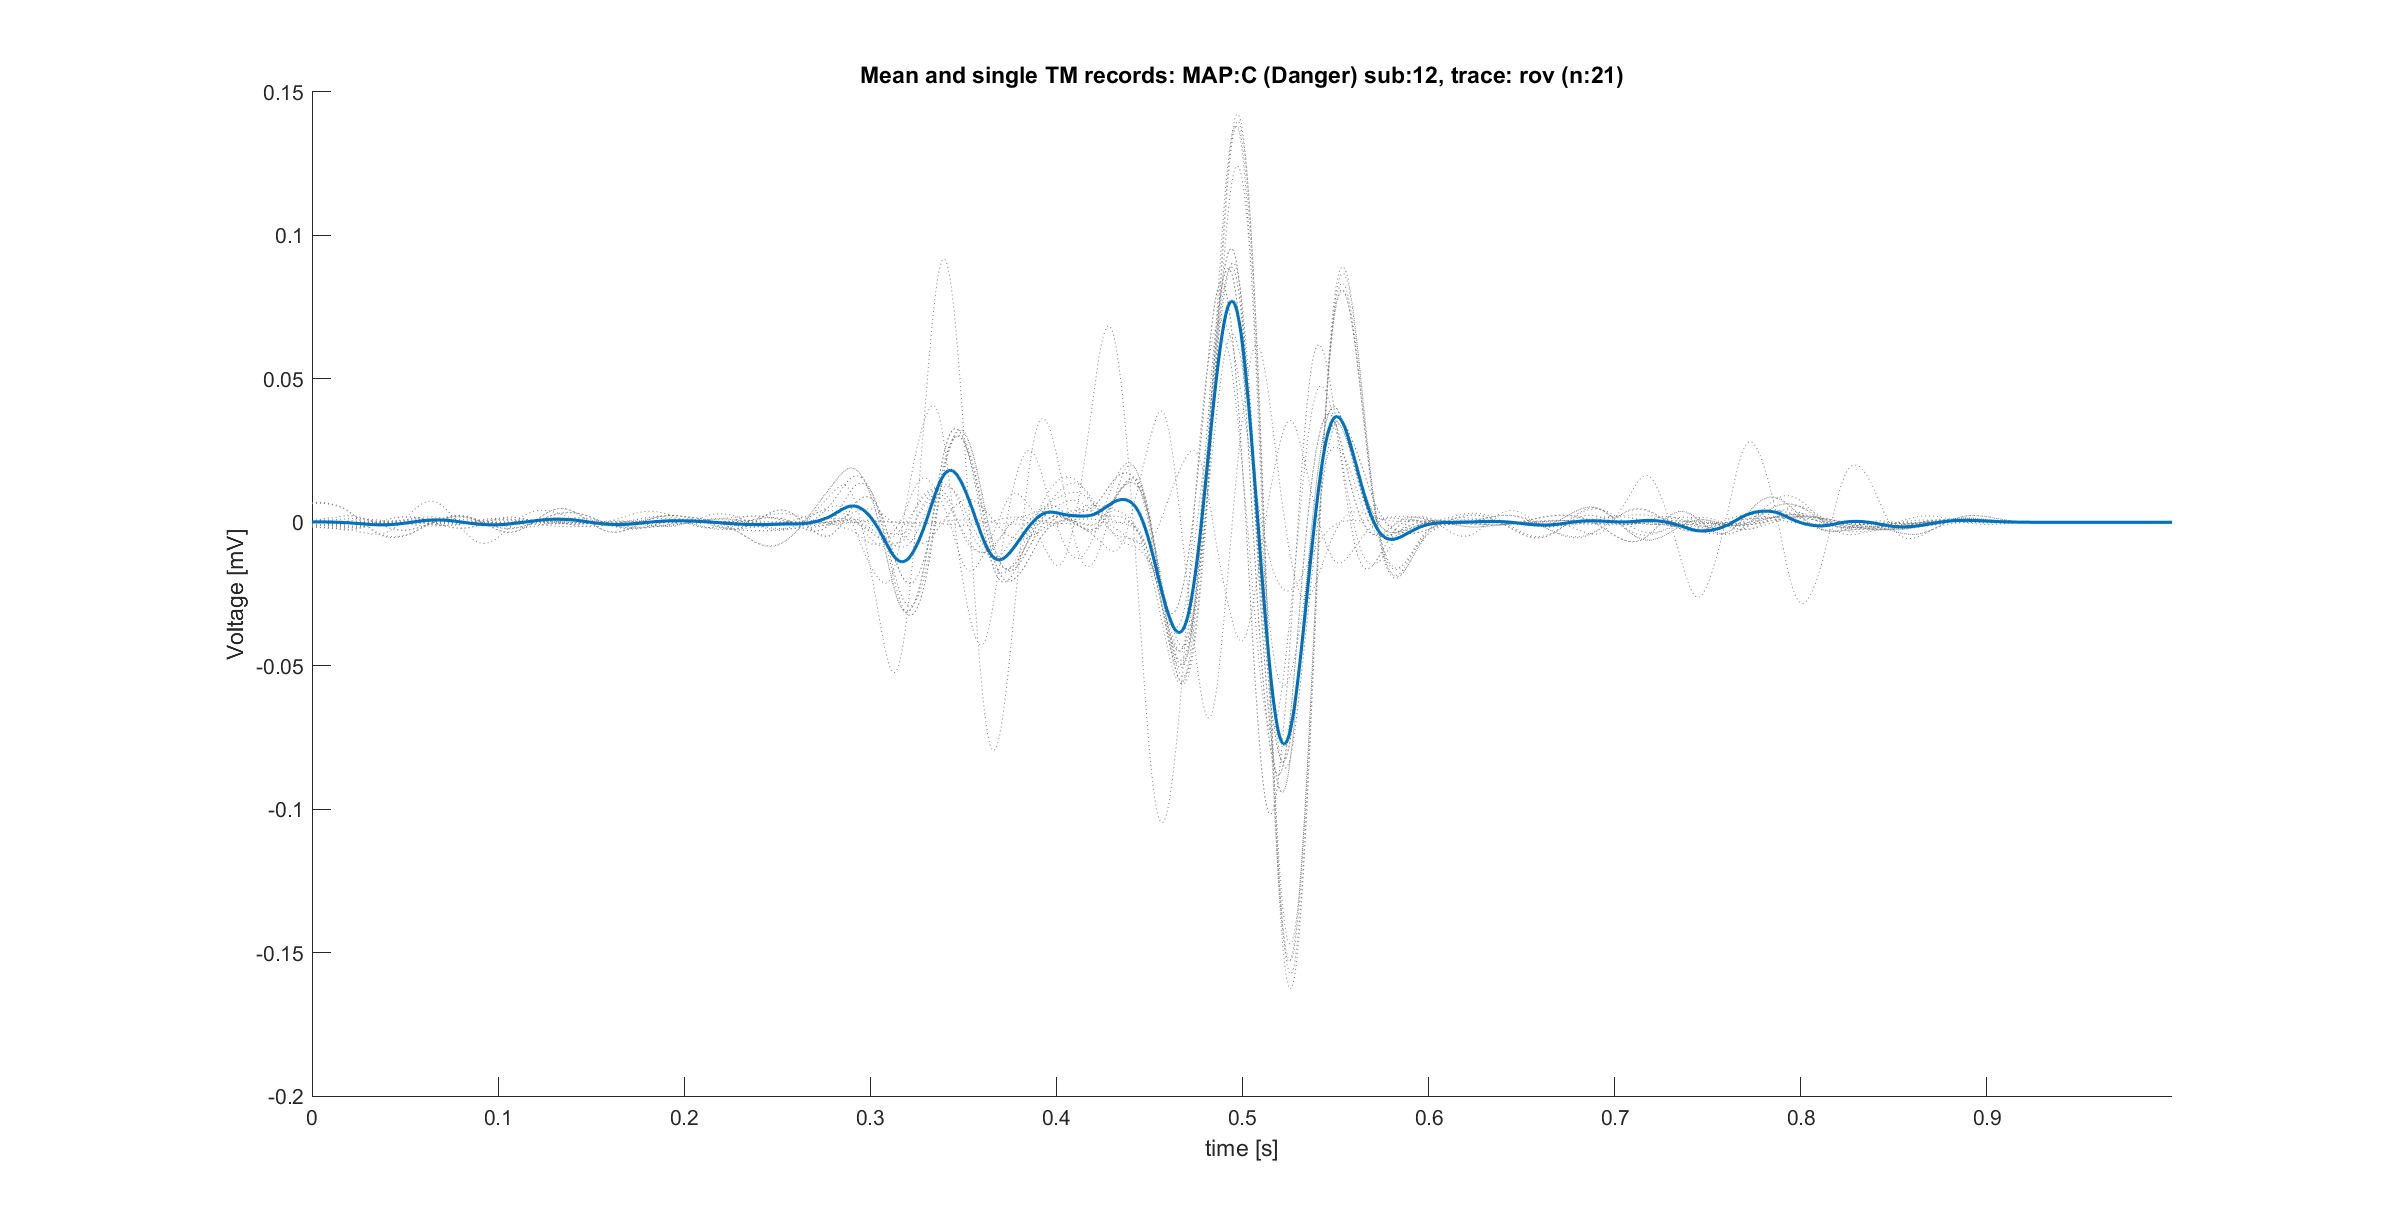 Mean and single TM records: MAP:C (Danger) sub:12, trace: rov (n:21)
0.15
0.1
0.05
0
-0.05
-0.1
-0.15
-0.2
Voltage [mV]
0 0.1 0.2 0.3 0.4 0.5 0.6 0.7 0.8 0.9
time [s]